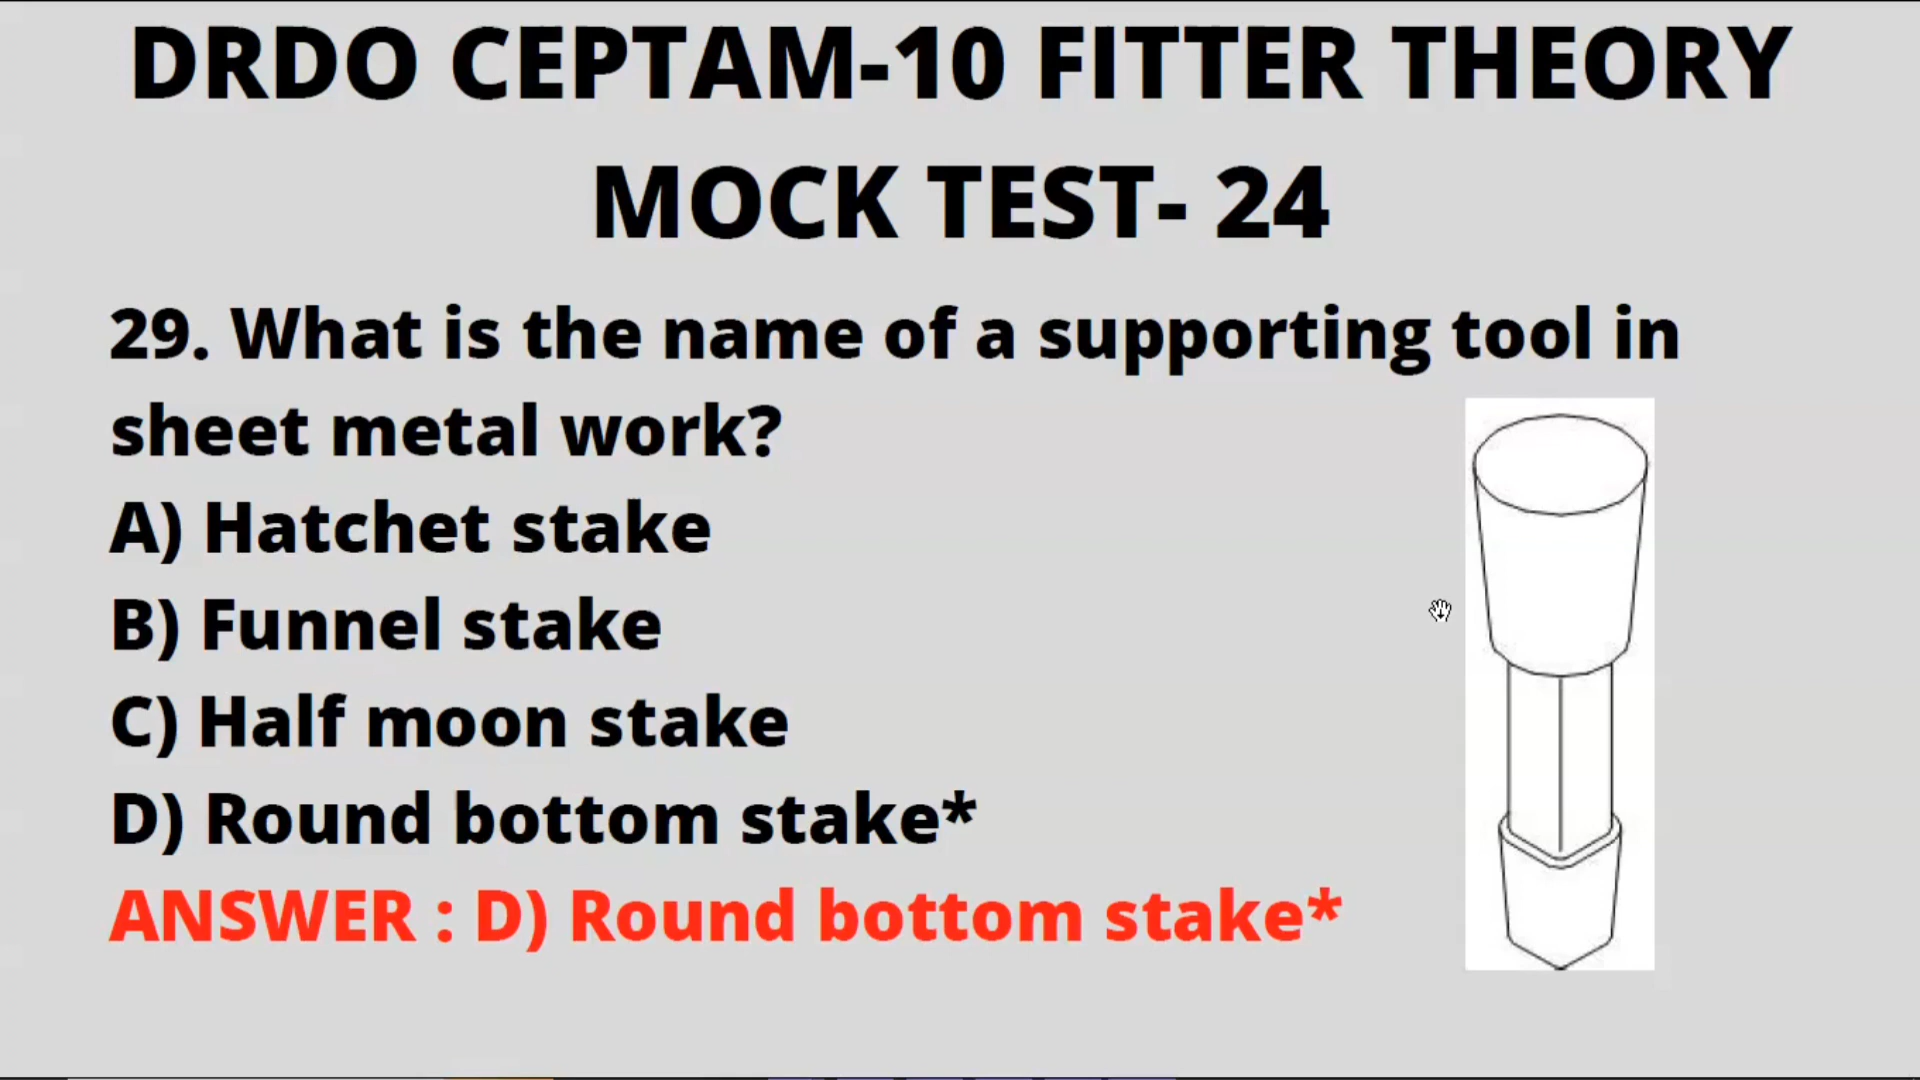 DRDO CEPTAM-10 FITTER THEORY
MOCK TEST- 24
29. What is the name of a supporting tool in
sheet metal work?
A) Hatchet stake
B) Funnel stake
C) Half moon stake
D) Round bottom stake*
ANSWER : D) Round bottom stake*